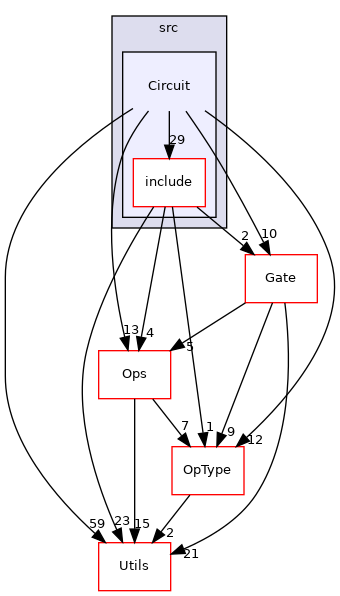 src
Circuit
29
include
2 10
Gate
13 4
5
Ops
7 1 9 12
OpType
59 23 15 2
21
Utils